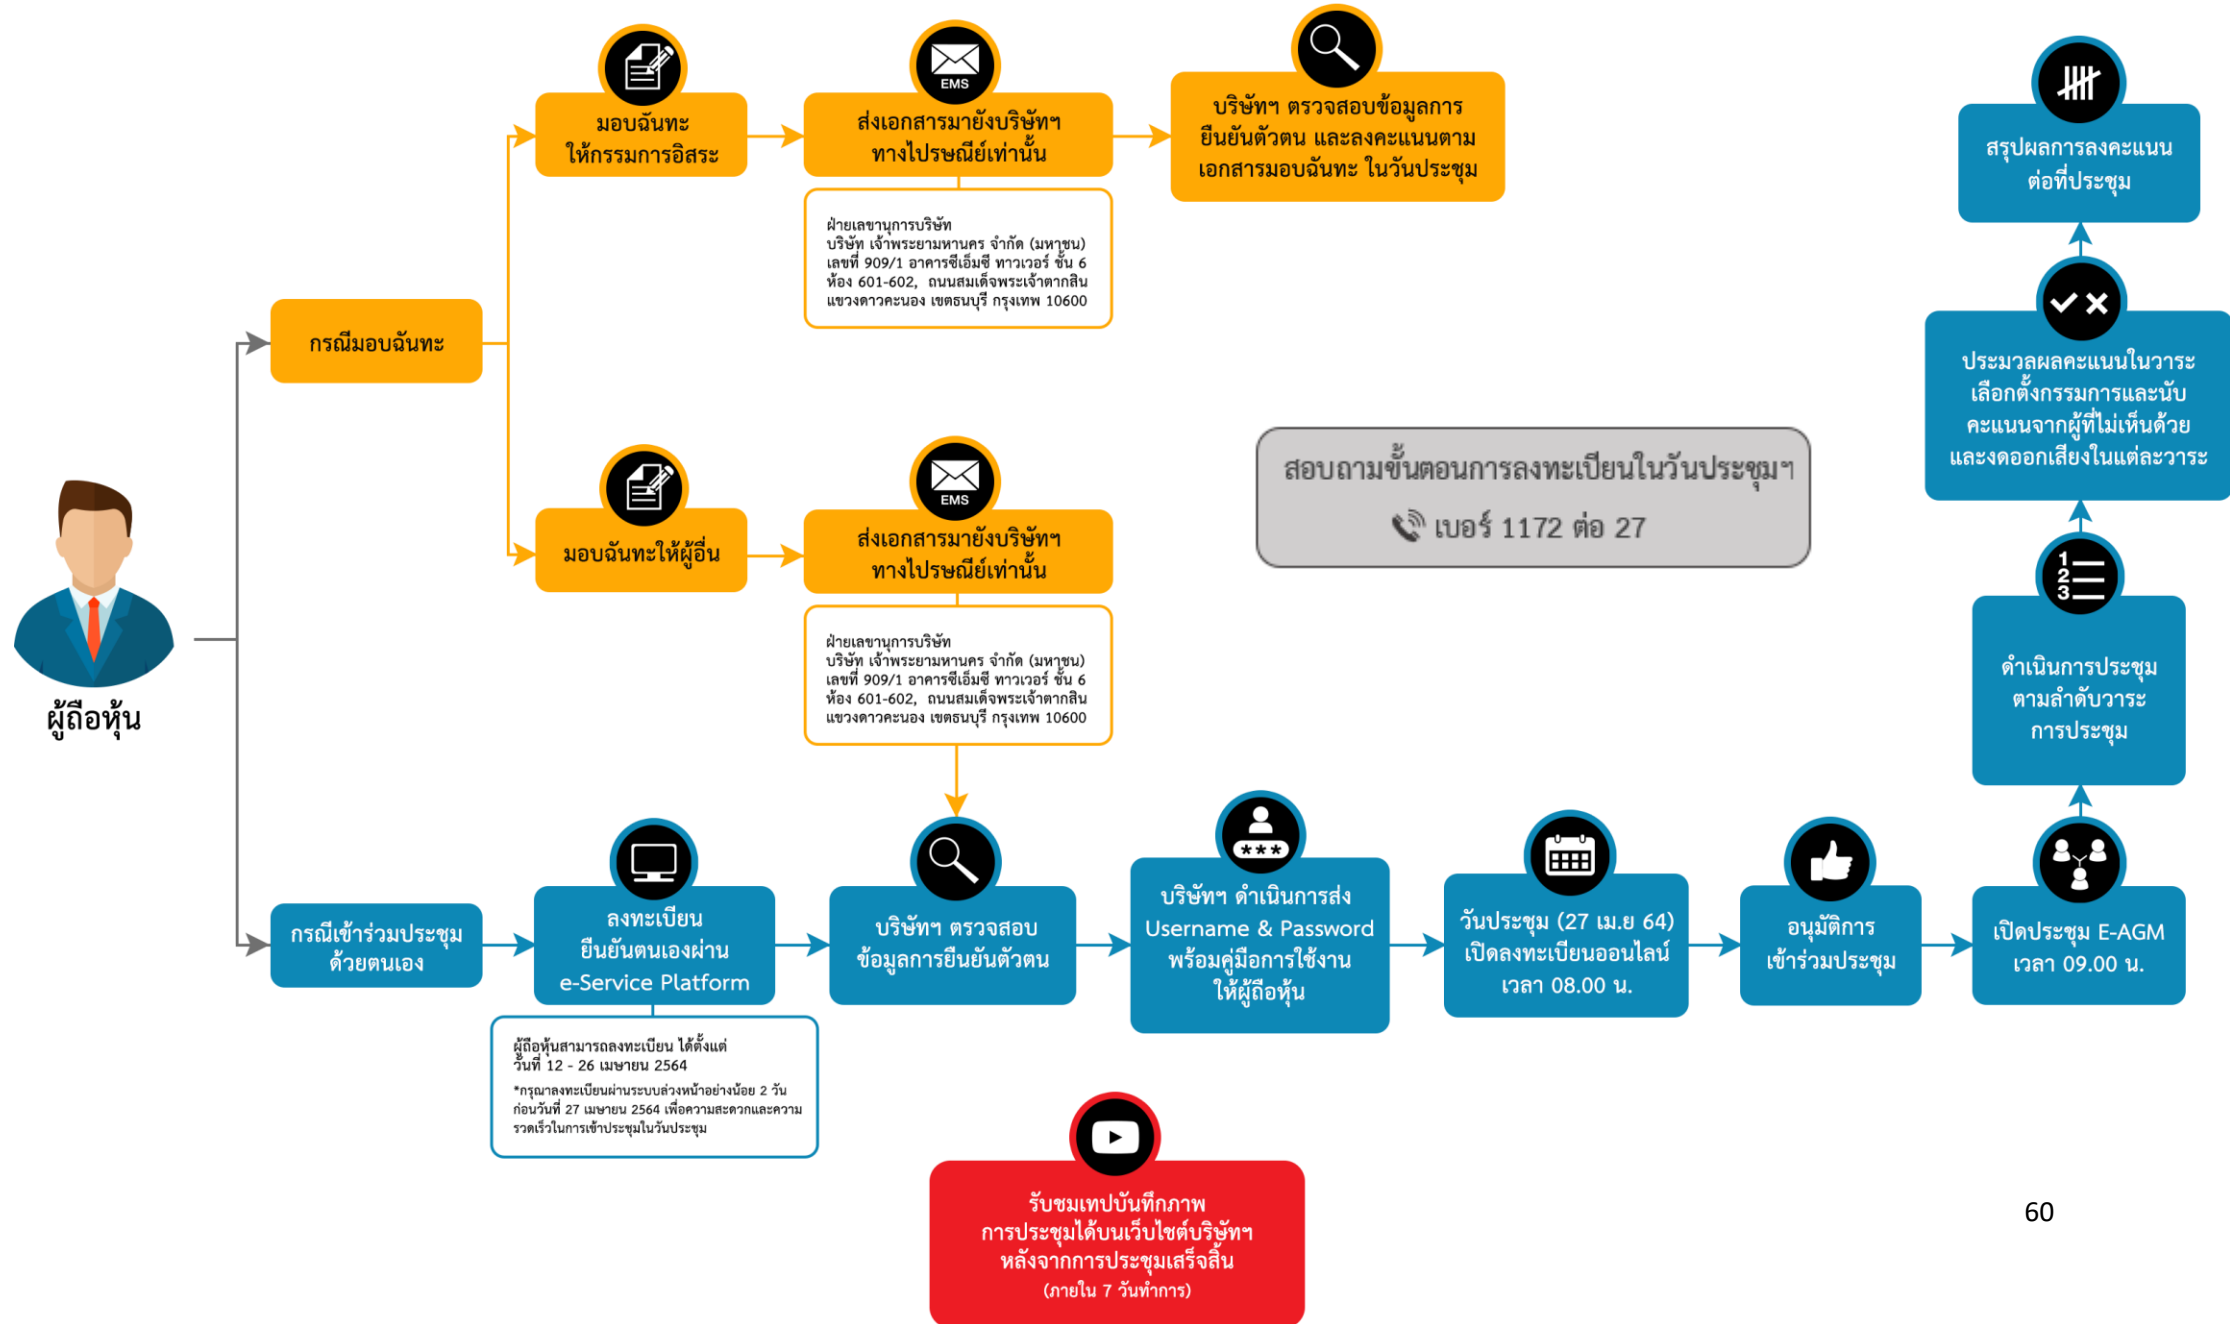 ผู้ถือหุ้น
กรณีมอบฉันทะ
มอบฉันทะ
ให้กรรมการอิสระ
EMS
ส่งเอกสารมายังบริษัทฯ
ทางไปรษณีย์เท่านั้น
ฝ่ายเลขานุการบริษัท
บริษัท เจ้าพระยามหานคร จำกัด (มหาชน)
เลขที่ 909/1 อาคารซีเอ็มซี ทาวเวอร์ ชั้น 6
ห้อง 601-602, ถนนสมเด็จพระเจ้าตากสิน
แขวงดาวคะนอง เขตธนบุรี กรุงเทพ 10600
บริษัทฯ ตรวจสอบข้อมูลการ
ยืนยันตัวตน และลงคะแนนตาม
เอกสารมอบฉันทะ ในวันประชุม
มอบฉันทะให้ผู้อื่น
EMS
ส่งเอกสารมายังบริษัทฯ
ทางไปรษณีย์เท่านั้น
ฝ่ายเลขานุการบริษัท
บริษัท เจ้าพระยามหานคร จำกัด (มหาชน)
เลขที่ 909/1 อาคารซีเอ็มซี ทาวเวอร์ ชั้น 6
ห้อง 601-602, ถนนสมเด็จพระเจ้าตากสิน
แขวงดาวคะนอง เขตธนบุรี กรุงเทพ 10600
สอบถามขั้นตอนการลงทะเบียนในวันประชุมฯ
เบอร์ 1172 ต่อ 27
กรณีเข้าร่วมประชุม
ด้วยตนเอง
ลงทะเบียน
ยืนยันตนเองผ่าน
e-Service Platform
ผู้ถือหุ้นสามารถลงทะเบียน ได้ตั้งแต่
วันที่ 12 - 26 เมษายน 2564
*กรุณาลงทะเบียนผ่านระบบล่วงหน้าอย่างน้อย 2 วัน
ก่อนวันที่ 27 เมษายน 2564 เพื่อความสะดวกและความ
รวดเร็วในการเข้าประชุมในวันประชุม
บริษัทฯ ตรวจสอบ
ข้อมูลการยืนยันตัวตน
***
บริษัทฯ ดำเนินการส่ง
Username & Password
พร้อมคู่มือการใช้งาน
ให้ผู้ถือหุ้น
วันประชุม (27 เม.ย 64)
เปิดลงทะเบียนออนไลน์
เวลา 08.00 น.
อนุมัติการ
เข้าร่วมประชุม
เปิดประชุม E-AGM
เวลา 09.00 น.
1
2
3
ดำเนินการประชุม
ตามลำดับวาระ
การประชุม
ประมวลผลคะแนนในวาระ
เลือกตั้งกรรมการและนับ
คะแนนจากผู้ที่ไม่เห็นด้วย
และงดออกเสียงในแต่ละวาระ
สรุปผลการลงคะแนน
ต่อที่ประชุม
รับชมเทปบันทึกภาพ
การประชุมได้บนเว็บไซต์บริษัทฯ
หลังจากการประชุมเสร็จสิ้น
(ภายใน 7 วันทำการ)
60